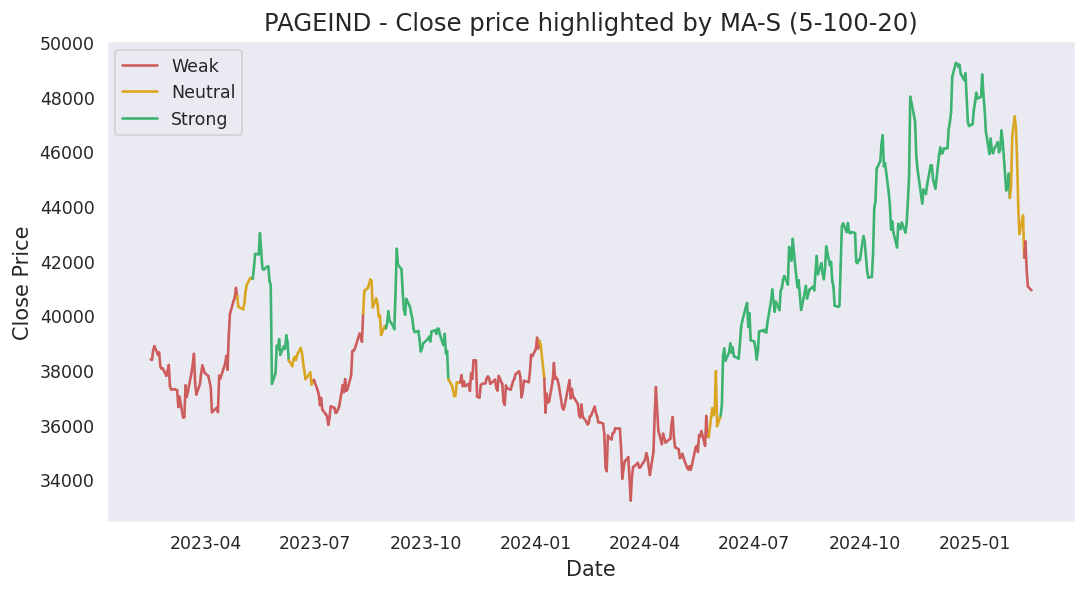 PAGEIND - Close price highlighted by MA-S (5-100-20)
50000
48000
46000
44000
42000
40000
38000
36000
34000
Close Price
Weak
Neutral
Strong
2023-04 2023-07 2023-10 2024-01 2024-04 2024-07 2024-10 2025-01
Date